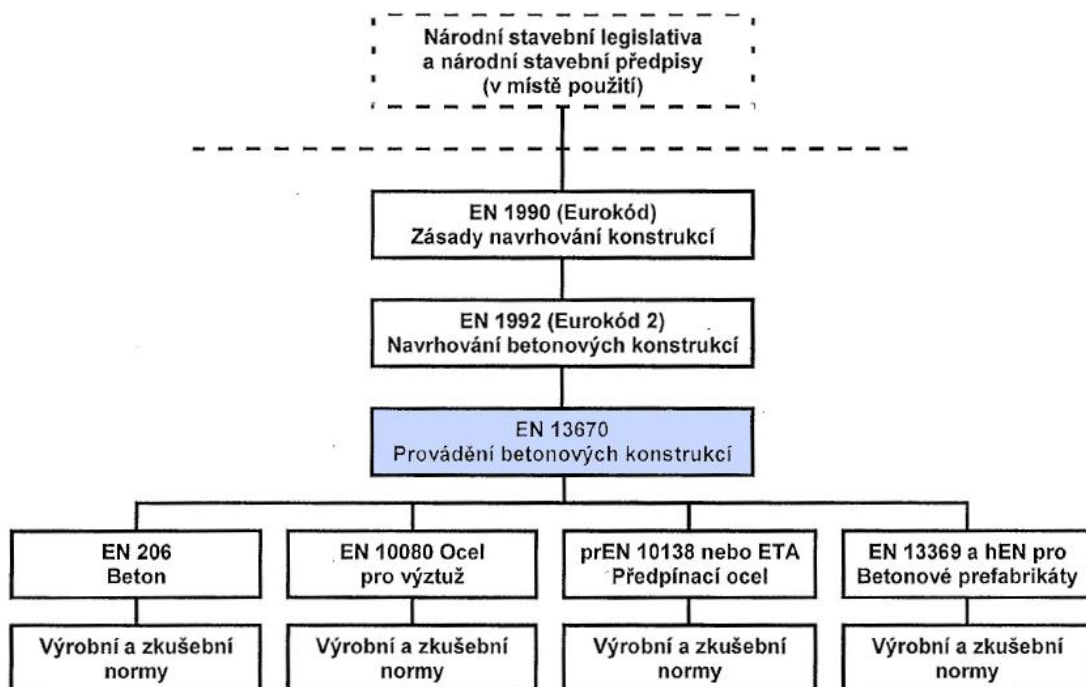 Národní stavební legislativa
a národní stavební předpisy
(v místě použití)
EN 1990 (Eurokód)
Zásady navrhování konstrukcí
EN 1992 (Eurokód 2)
Navrhování betonových konstrukcí
EN 13670
Provádění betonových konstrukcí
EN 206
Beton
EN 10080 Ocel
pro výztuž
prEN 10138 nebo ETA
Předpínací ocel
EN 13369 a hEN pro
Betonové prefabrikáty
Výrobní a zkušební
normy
Výrobní a zkušební
normy
Výrobní a zkušební
normy
Výrobní a zkušební
normy